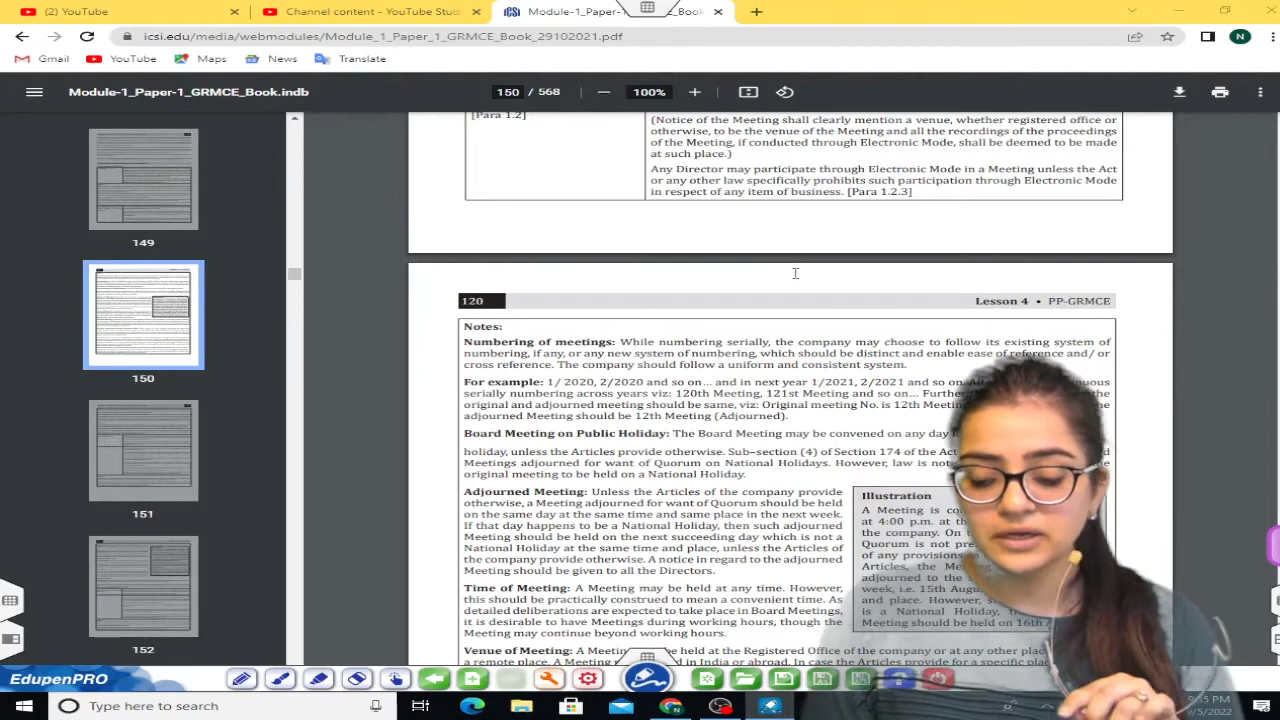 (2) YouTube
Channel content - YouTube Stud
Module-1_Paper-1_ Book_
icsi.edu/media/webmodules/Module_1_Paper_1_GRMCE_Book_29102021.pdf
N
Gmail YouTube Maps News Translate
Module-1_Paper-1_GRMCE_Book.indb
150 / 568
100%
149
150
151
152
[Para 1.2]
(Notice of the Meeting shall clearly mention a venue, whether registered office or
otherwise, to be the venue of the Meeting and all the recordings of the proceedings
of the Meeting, if conducted through Electronic Mode, shall be deemed to be made
at such place.)
Any Director may participate through Electronic Mode in a Meeting unless the Act
or any other law specifically prohibits such participation through Electronic Mode
in respect of any item of business. [Para 1.2.3]
120
Lesson 4 • PP-GRMCE
Notes:
Numbering of meetings: While numbering serially, the company may choose to follow its existing system of
numbering, if any, or any new system of numbering, which should be distinct and enable ease of reference and/ or
cross reference. The company should follow a uniform and consistent system.
For example: 1/ 2020, 2/2020 and so on... and in next year 1/2021, 2/2021 and so on
serially numbering across years viz: 120th Meeting, 121st Meeting and so on... the
original and adjourned meeting should be same, viz: Original meeting No. is 12th the
adjourned Meeting should be 12th Meeting (Adjourned).
Board Meeting on Public Holiday: The Board Meeting may be convened on any day
holiday, unless the Articles provide otherwise. Sub-section (4) of Section 174 of the Act
Meetings adjourned for want of Quorum on National Holidays. However, law is
original meeting to be held on a National Holiday.
Adjourned Meeting: Unless the Articles of the company provide
otherwise, a Meeting adjourned for want of Quorum should be held
on the same day at the same time and same place in the next week.
If that day happens to be a National Holiday, then such adjourned
Meeting should be held on the next succeeding day which is not a
National Holiday at the same time and place, unless the Articles of
the company provide otherwise. A notice in regard to the adjourned
Meeting should be given to all the Directors.
Illustration
A Meeting is
at 4:00 p.m. at
the company. On
Quorum is not
of any provisions
Articles, the
adjourned to the
week, i.e. 15th
and place. However,
is a National Holiday,
Meeting should be held on 16th
Time of Meeting: A Meeting may be held at any time. However,
this should be practically construed to mean a convenient time. As
detailed deliberations are expected to take place in Board Meetings,
it is desirable to have Meetings during working hours, though the
Meeting may continue beyond working hours.
Venue of Meeting: A be held at the Registered Office of the company or at any other
a remote place. A in India or abroad. In case the Articles provide for a specific
EdupenPRO
Type here to search